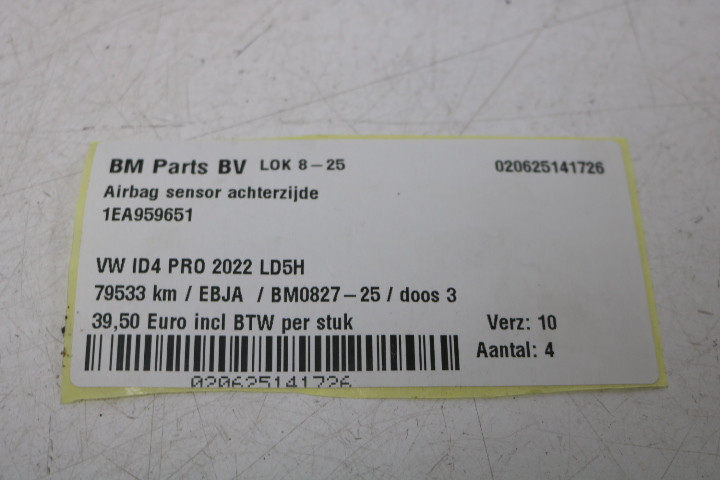 BM Parts BV LOK 8-25 020625141726
Airbag sensor achterzijde
1EA959651
VW ID4 PRO 2022 LD5H
79533 km / EBJA / BM0827-25 / doos 3
39,50 Euro incl BTW per stuk Verz: 10
Aantal: 4
020625141726